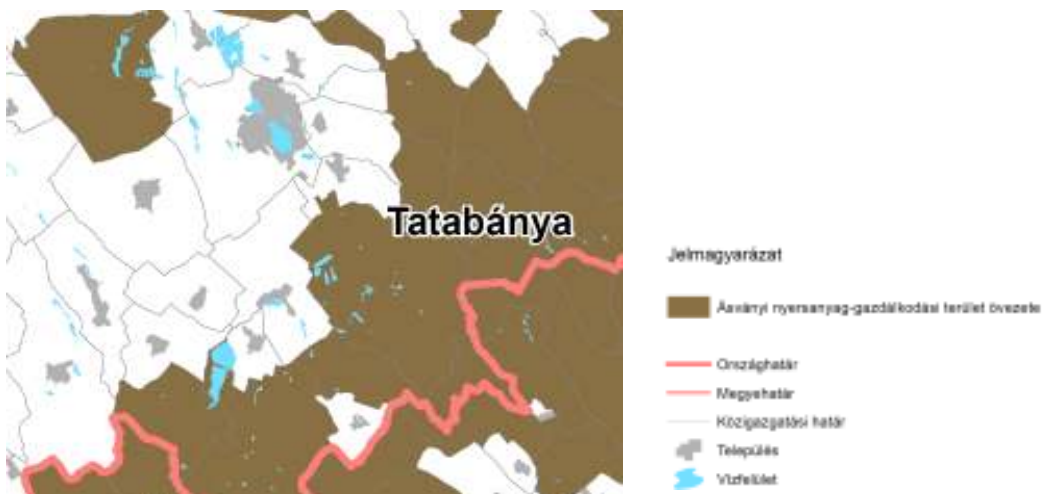 Tatabánya
Jelmagyarázat
Ásványi nyersanyag-gazdálkodási terület övezete
Országhatár
Megyehatár
Közigazgatási határ
Település
Vízfelület